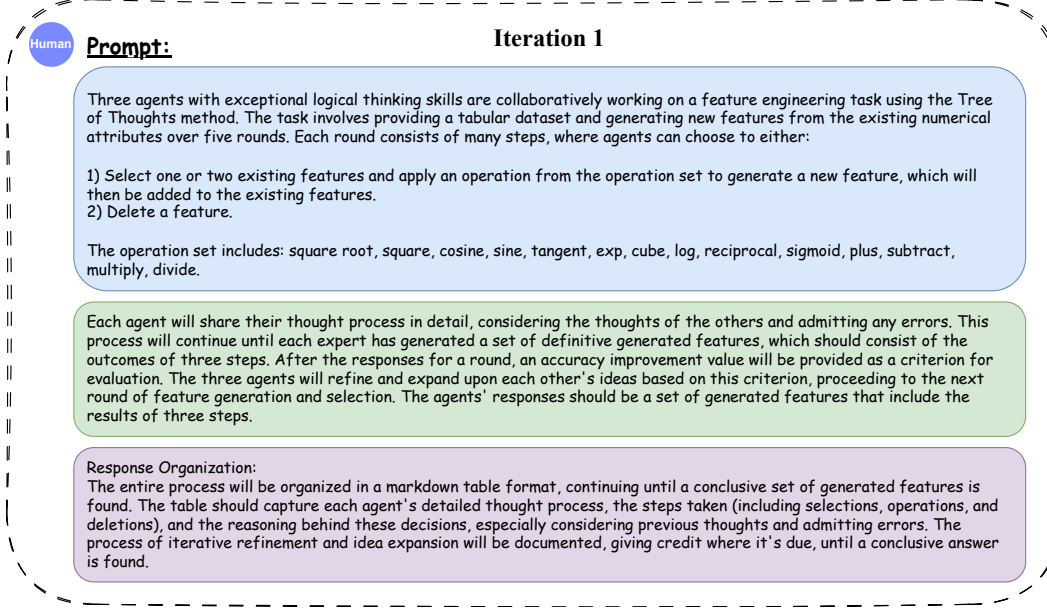 Iteration 1
Human
Prompt:
Three agents with exceptional logical thinking skills are collaboratively working on a feature engineering task using the Tree
of Thoughts method. The task involves providing a tabular dataset and generating new features from the existing numerical
attributes over five rounds. Each round consists of many steps, where agents can choose to either:
1) Select one or two existing features and apply an operation from the operation set to generate a new feature, which will
then be added to the existing features.
2) Delete a feature.
The operation set includes: square root, square, cosine, sine, tangent, exp, cube, log, reciprocal, sigmoid, plus, subtract,
multiply, divide.
Each agent will share their thought process in detail, considering the thoughts of the others and admitting any errors. This
process will continue until each expert has generated a set of definitive generated features, which should consist of the
outcomes of three steps. After the responses for a round, an accuracy improvement value will be provided as a criterion for
evaluation. The three agents will refine and expand upon each other's ideas based on this criterion, proceeding to the next
round of feature generation and selection. The agents' responses should be a set of generated features that include the
results of three steps.
Response Organization:
The entire process will be organized in a markdown table format, continuing until a conclusive set of generated features is
found. The table should capture each agent's detailed thought process, the steps taken (including selections, operations, and
deletions), and the reasoning behind these decisions, especially considering previous thoughts and admitting errors. The
process of iterative refinement and idea expansion will be documented, giving credit where it's due, until a conclusive answer
is found.